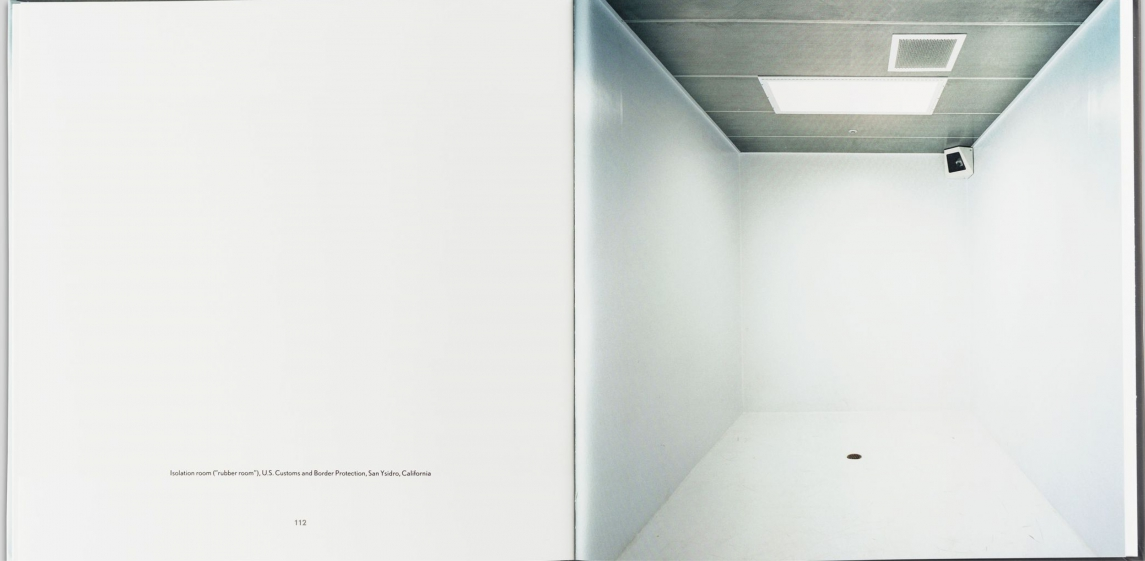 Isolation room ("rubber room"), U.S. Customs and Border Protection, San Ysidro, California
112